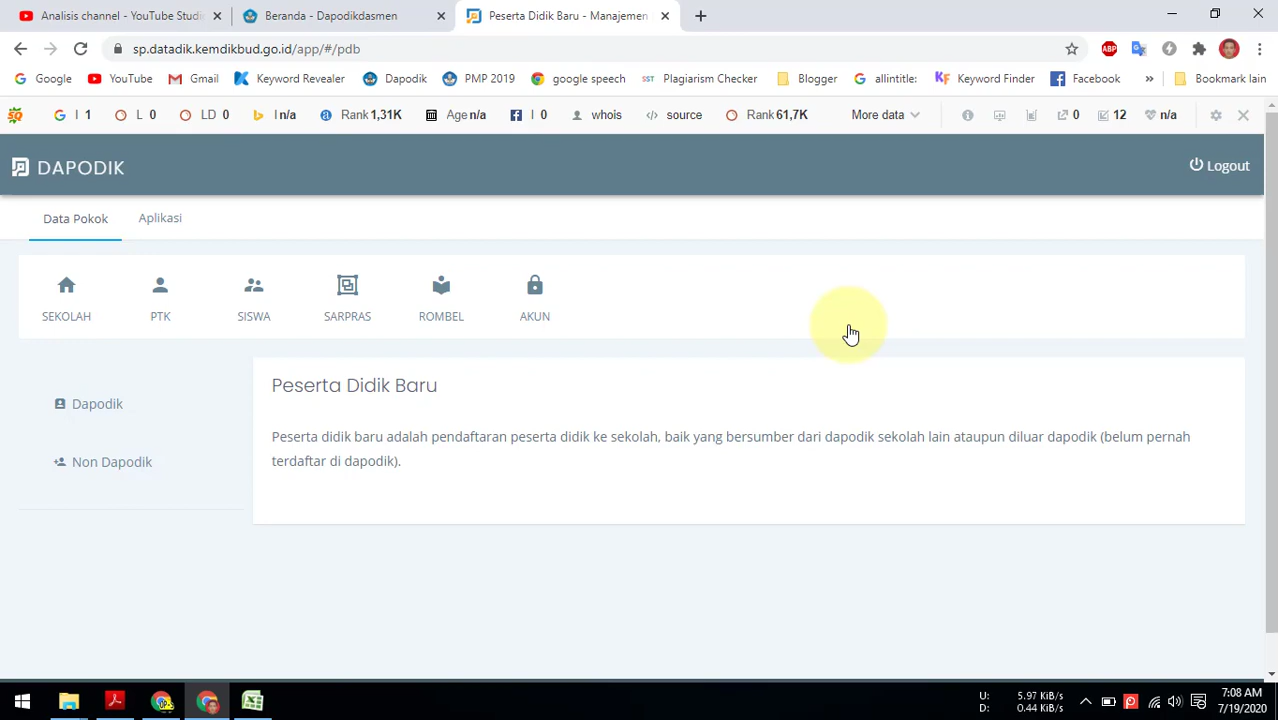 Analisis channel - YouTube Studi
Beranda - Dapodikdasmen
Peserta Didik Baru - Manajemen
sp.datadik.kemdikbud.go.id/app/#/pdb
ABP
Google
YouTube
Gmail
Keyword Revealer
Dapodik
PMP 2019
google speech
SST Plagiarism Checker
Blogger
allintitle:
KF Keyword Finder
Facebook
»
Bookmark lain
SQ
I 1
L 0
LD 0
I n/a
Rank 1,31K
Age n/a
I 0
whois
source
Rank 61,7K
More data
0
12
n/a
DAPODIK
Logout
Data Pokok
Aplikasi
SEKOLAH
PTK
SISWA
SARPRAS
ROMBEL
AKUN
Dapodik
Non Dapodik
Peserta Didik Baru
Peserta didik baru adalah pendaftaran peserta didik ke sekolah, baik yang bersumber dari dapodik sekolah lain ataupun diluar dapodik (belum pernah
terdaftar di dapodik).
U: 5.97 KiB/s
D: 0.44 KiB/s
7:08 AM
7/19/2020